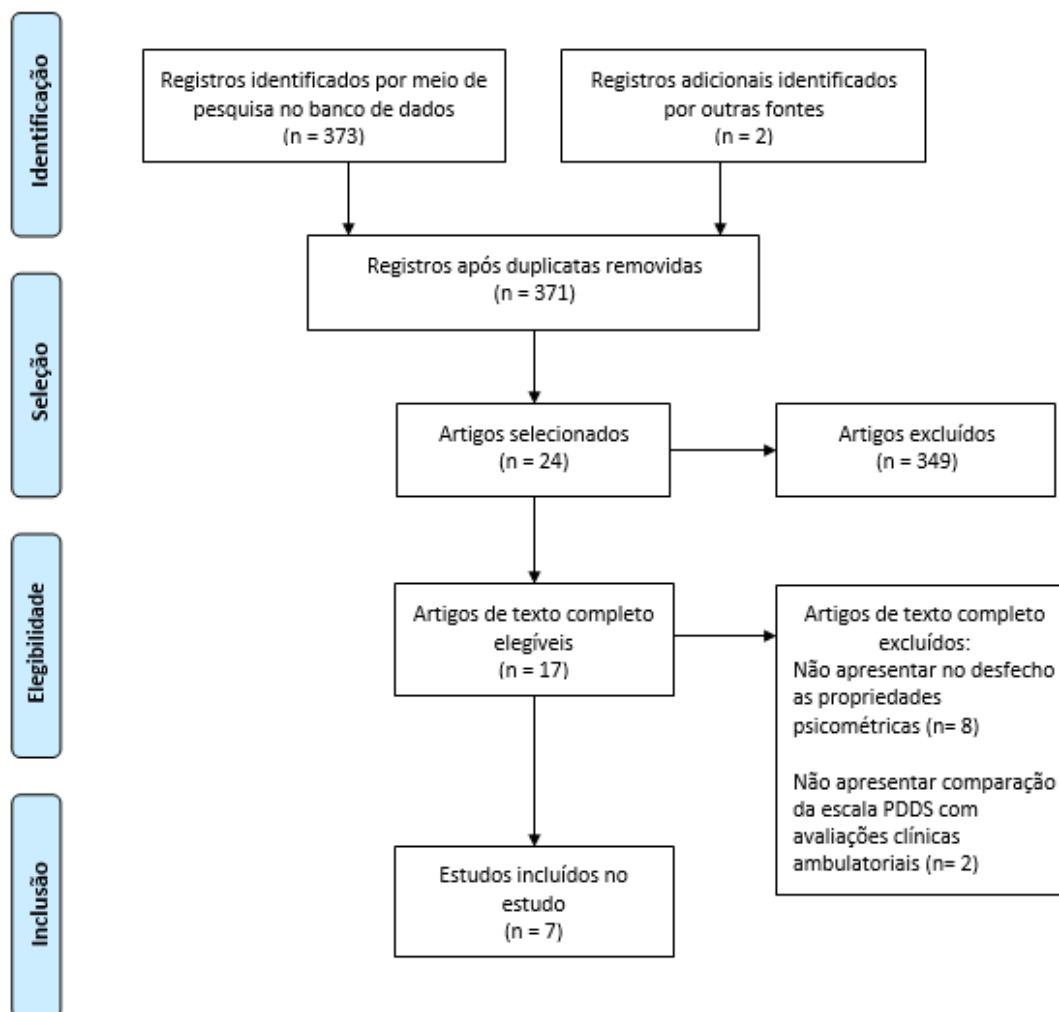 Identificação
Registros identificados por meio de
pesquisa no banco de dados
(n = 373)
Registros adicionais identificados
por outras fontes
(n = 2)
Registros após duplicatas removidas
(n = 371)
Seleção
Artigos selecionados
(n = 24)
Artigos excluídos
(n = 349)
Elegibilidade
Artigos de texto completo
elegíveis
(n = 17)
Artigos de texto completo
excluídos:
Não apresentar no desfecho
as propriedades
psicométricas (n= 8)
Não apresentar comparação
da escala PDDS com
avaliações clínicas
ambulatoriais (n= 2)
Inclusão
Estudos incluídos no
estudo
(n = 7)